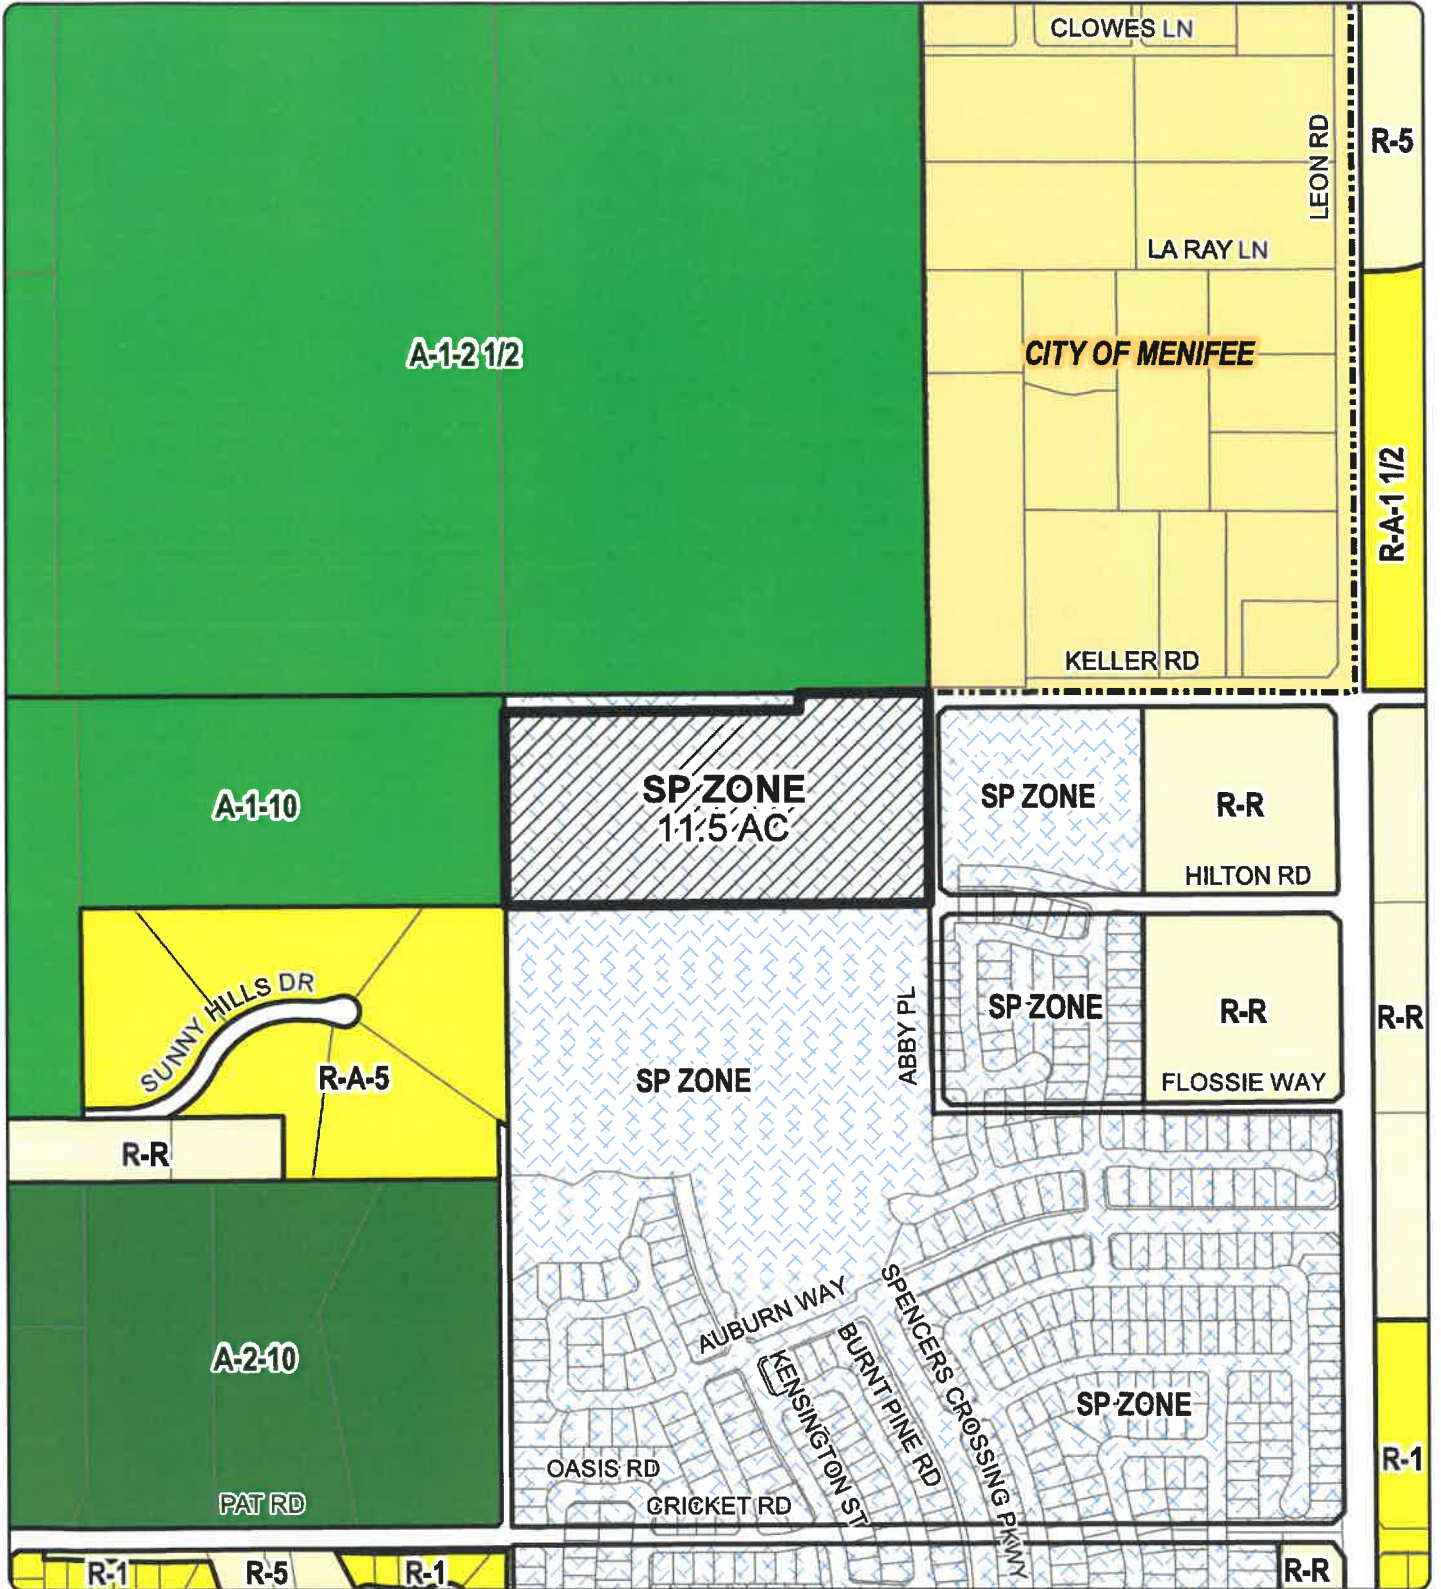 CLOWES LN
LEON RD
R-5
LA RAY LN
A-1-2 1/2
CITY OF MENIFEE
R-A-1 1/2
KELLER RD
A-1-10
SP ZONE
11.5 AC
SP ZONE
R-R
HILTON RD
SUNNY HILLS DR
R-A-5
SP ZONE
ABBY PL
SP ZONE
R-R
R-R
FLOSSIE WAY
R-R
A-2-10
AUBURN WAY
SPENCERS CROSSING PKWY
BURNT PINE RD
KENSINGTON ST
SP ZONE
OASIS RD
CRICKET RD
PAT RD
R-1
R-1
R-5
R-1
R-R